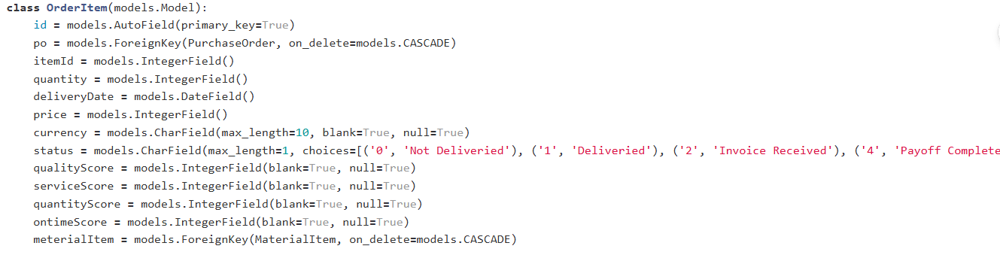 class OrderItem(models.Model):
    id = models.AutoField(primary_key=True)
    po = models.ForeignKey(PurchaseOrder, on_delete=models.CASCADE)
    itemId = models.IntegerField()
    quantity = models.IntegerField()
    deliveryDate = models.DateField()
    price = models.IntegerField()
    currency = models.CharField(max_length=10, blank=True, null=True)
    status = models.CharField(max_length=1, choices=[('0', 'Not Deliveried'), ('1', 'Deliveried'), ('2', 'Invoice Received'), ('4', 'Payoff Complete
    qualityScore = models.IntegerField(blank=True, null=True)
    serviceScore = models.IntegerField(blank=True, null=True)
    quantityScore = models.IntegerField(blank=True, null=True)
    ontimeScore = models.IntegerField(blank=True, null=True)
    meterialItem = models.ForeignKey(MaterialItem, on_delete=models.CASCADE)